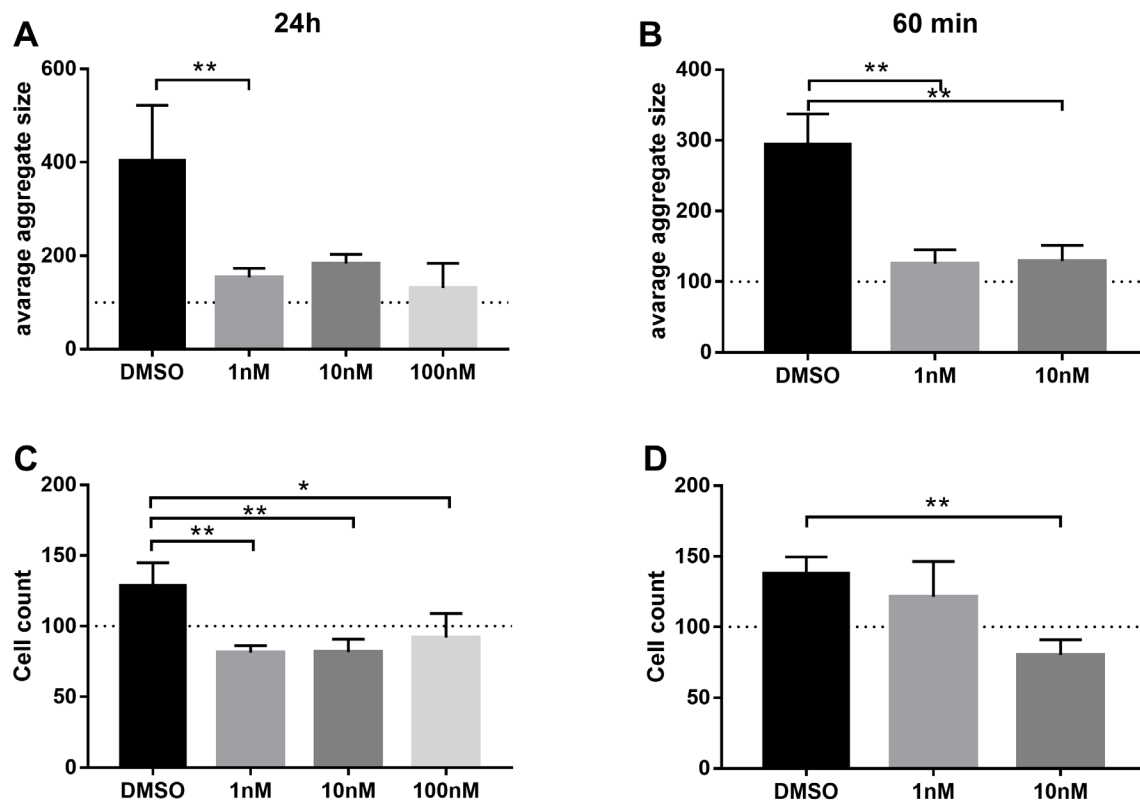 A
24h
avarage aggregate size
600
400
200
0
**
DMSO 1nM 10nM 100nM
B
60 min
avarage aggregate size
400
300
200
100
0
**
**
DMSO 1nM 10nM
C
Cell count
200
150
100
50
0
*
**
**
DMSO 1nM 10nM 100nM
D
Cell count
200
150
100
50
0
**
DMSO 1nM 10nM